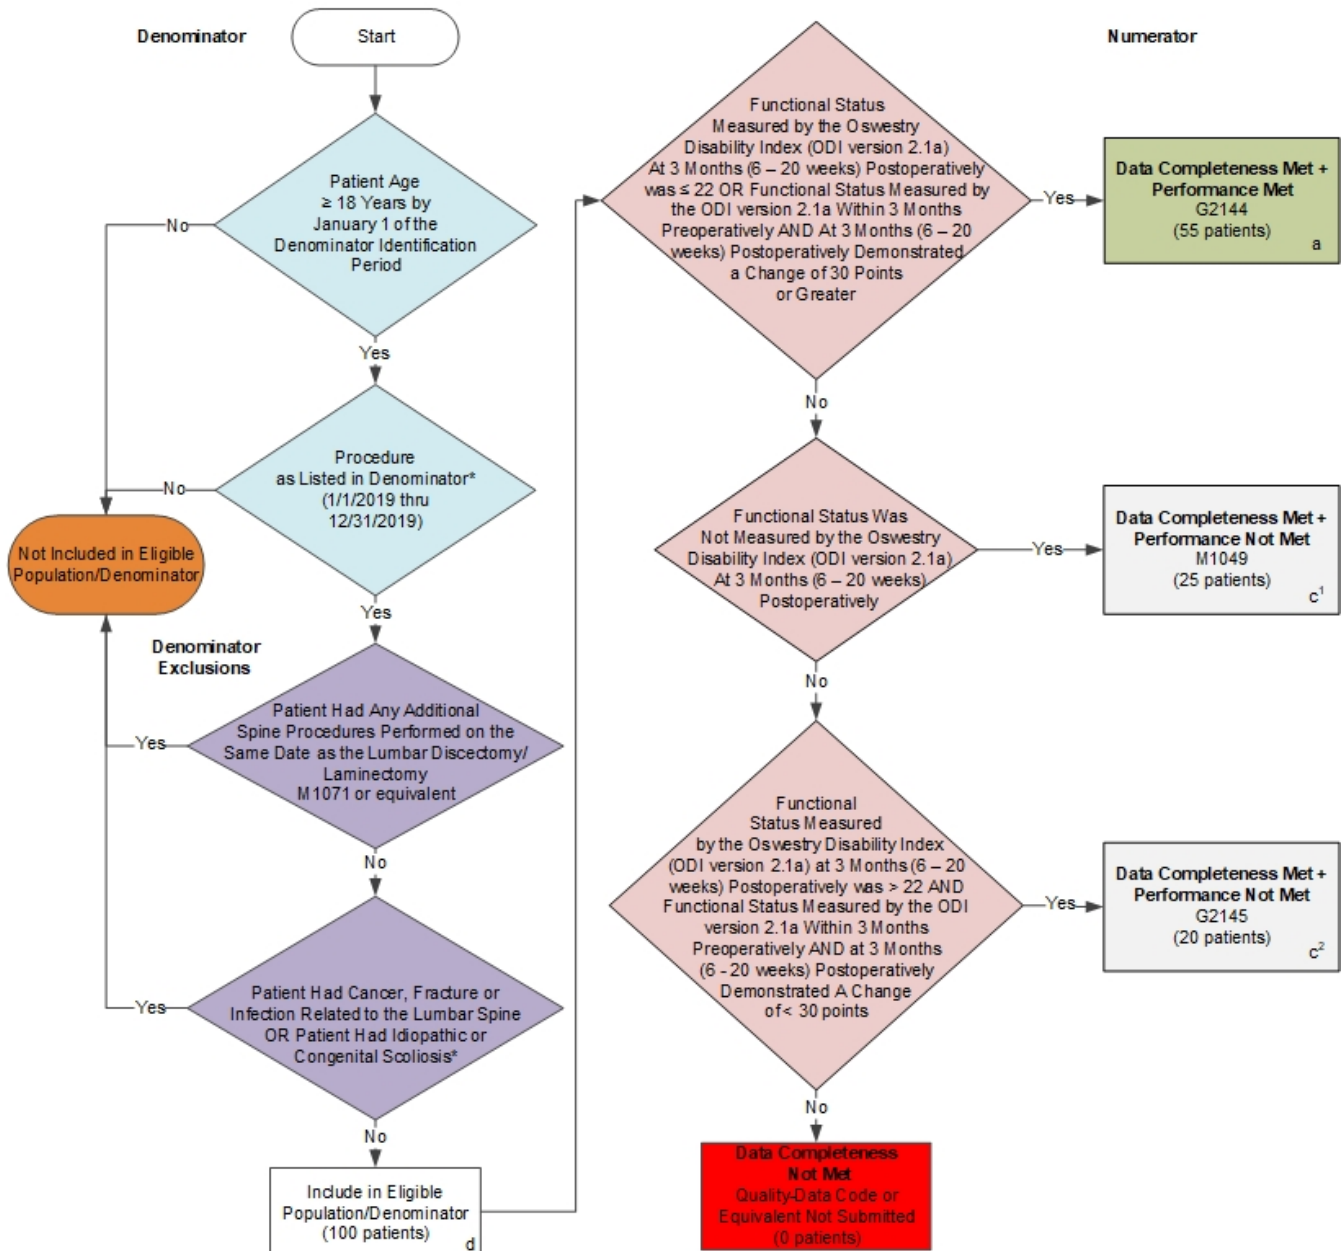 Denominator
Start
Patient Age
≥ 18 Years by
January 1 of the
Denominator Identification
Period
No
Yes
Procedure
as Listed in Denominator*
(1/1/2019 thru
12/31/2019)
No
Not Included in Eligible
Population/Denominator
Yes
Denominator
Exclusions
Patient Had Any Additional
Spine Procedures Performed on the
Same Date as the Lumbar Discectomy/
Laminectomy
M1071 or equivalent
Yes
No
Patient Had Cancer, Fracture or
Infection Related to the Lumbar Spine
OR Patient Had Idiopathic or
Congenital Scoliosis*
Yes
No
Include in Eligible
Population/Denominator
(100 patients)
d
Numerator
Functional Status
Measured by the Oswestry
Disability Index (ODI version 2.1a)
At 3 Months (6 – 20 weeks) Postoperatively
was ≤ 22 OR Functional Status Measured by
the ODI version 2.1a Within 3 Months
Preoperatively AND At 3 Months (6 – 20
weeks) Postoperatively Demonstrated
a Change of 30 Points
or Greater
Yes
Data Completeness Met +
Performance Met
G2144
(55 patients)
a
No
Functional Status Was
Not Measured by the Oswestry
Disability Index (ODI version 2.1a)
At 3 Months (6 – 20 weeks)
Postoperatively
Yes
Data Completeness Met +
Performance Not Met
M1049
(25 patients)
c1
No
Functional
Status Measured
by the Oswestry Disability Index
(ODI version 2.1a) at 3 Months (6 – 20
weeks) Postoperatively was > 22 AND
Functional Status Measured by the ODI
version 2.1a Within 3 Months
Preoperatively AND at 3 Months
(6 - 20 weeks) Postoperatively
Demonstrated A Change
of < 30 points
Yes
Data Completeness Met +
Performance Not Met
G2145
(20 patients)
c2
No
Data Completeness
Not Met
Quality-Data Code or
Equivalent Not Submitted
(0 patients)